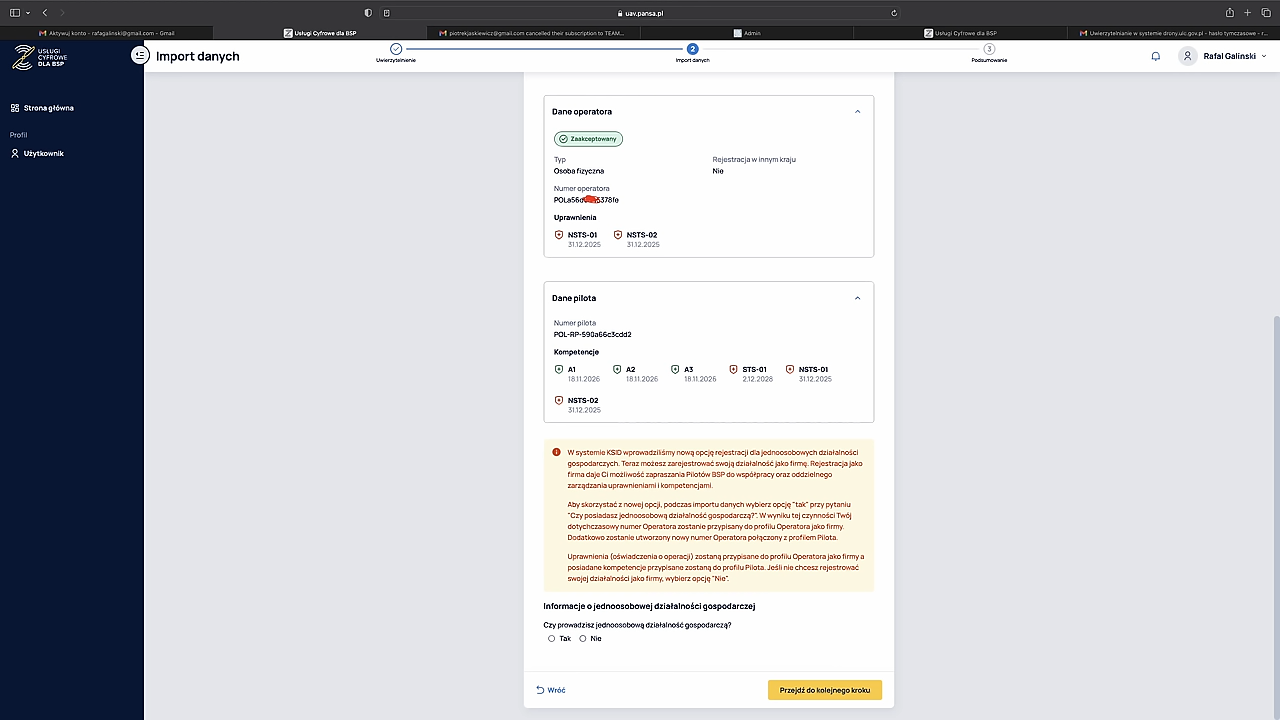 uav.pansa.pl
Aktywuj konto – rafagalinski@gmail.com – Gmail
Usługi Cyfrowe dla BSP
piotrekjaskiewicz@gmail.com cancelled their subscription to TEAM...
Admin
Usługi Cyfrowe dla BSP
Uwierzytelnianie w systemie drony.ulc.gov.pl - hasło tymczasowe – r...
USŁUGI
CYFROWE
DLA BSP
Import danych
Uwierzytelnienie
2
Import danych
3
Podsumowanie
Rafał Galiński
Strona główna
Profil
Użytkownik
Dane operatora
Zaakceptowany
Typ
Rejestracja w innym kraju
Osoba fizyczna
Nie
Numer operatora
Uprawnienia
NSTS-01
NSTS-02
31.12.2025
31.12.2025
Dane pilota
Numer pilota
POL-RP-590a66c3cdd2
Kompetencje
A1
A2
A3
STS-01
NSTS-01
18.11.2026
18.11.2026
18.11.2026
2.12.2028
31.12.2025
NSTS-02
31.12.2025
W systemie KSID wprowadziliśmy nową opcję rejestracji dla jednoosobowych działalności
gospodarczych. Teraz możesz zarejestrować swoją działalność jako firmę. Rejestracja jako
firma daje Ci możliwość zapraszania Pilotów BSP do współpracy oraz oddzielnego
zarządzania uprawnieniami i kompetencjami.
Aby skorzystać z nowej opcji, podczas importu danych wybierz opcję "tak" przy pytaniu
"Czy posiadasz jednoosobową działalność gospodarczą?". W wyniku tej czynności Twój
dotychczasowy numer Operatora zostanie przypisany do profilu Operatora jako firmy.
Dodatkowo zostanie utworzony nowy numer Operatora połączony z profilem Pilota.
Uprawnienia (oświadczenia o operacji) zostaną przypisane do profilu Operatora jako firmy a
posiadane kompetencje przypisane zostaną do profilu Pilota. Jeśli nie chcesz rejestrować
swojej działalności jako firmy, wybierz opcję "Nie".
Informacje o jednoosobowej działalności gospodarczej
Czy prowadzisz jednoosobową działalność gospodarczą?
Tak
Nie
Wróć
Przejdź do kolejnego kroku